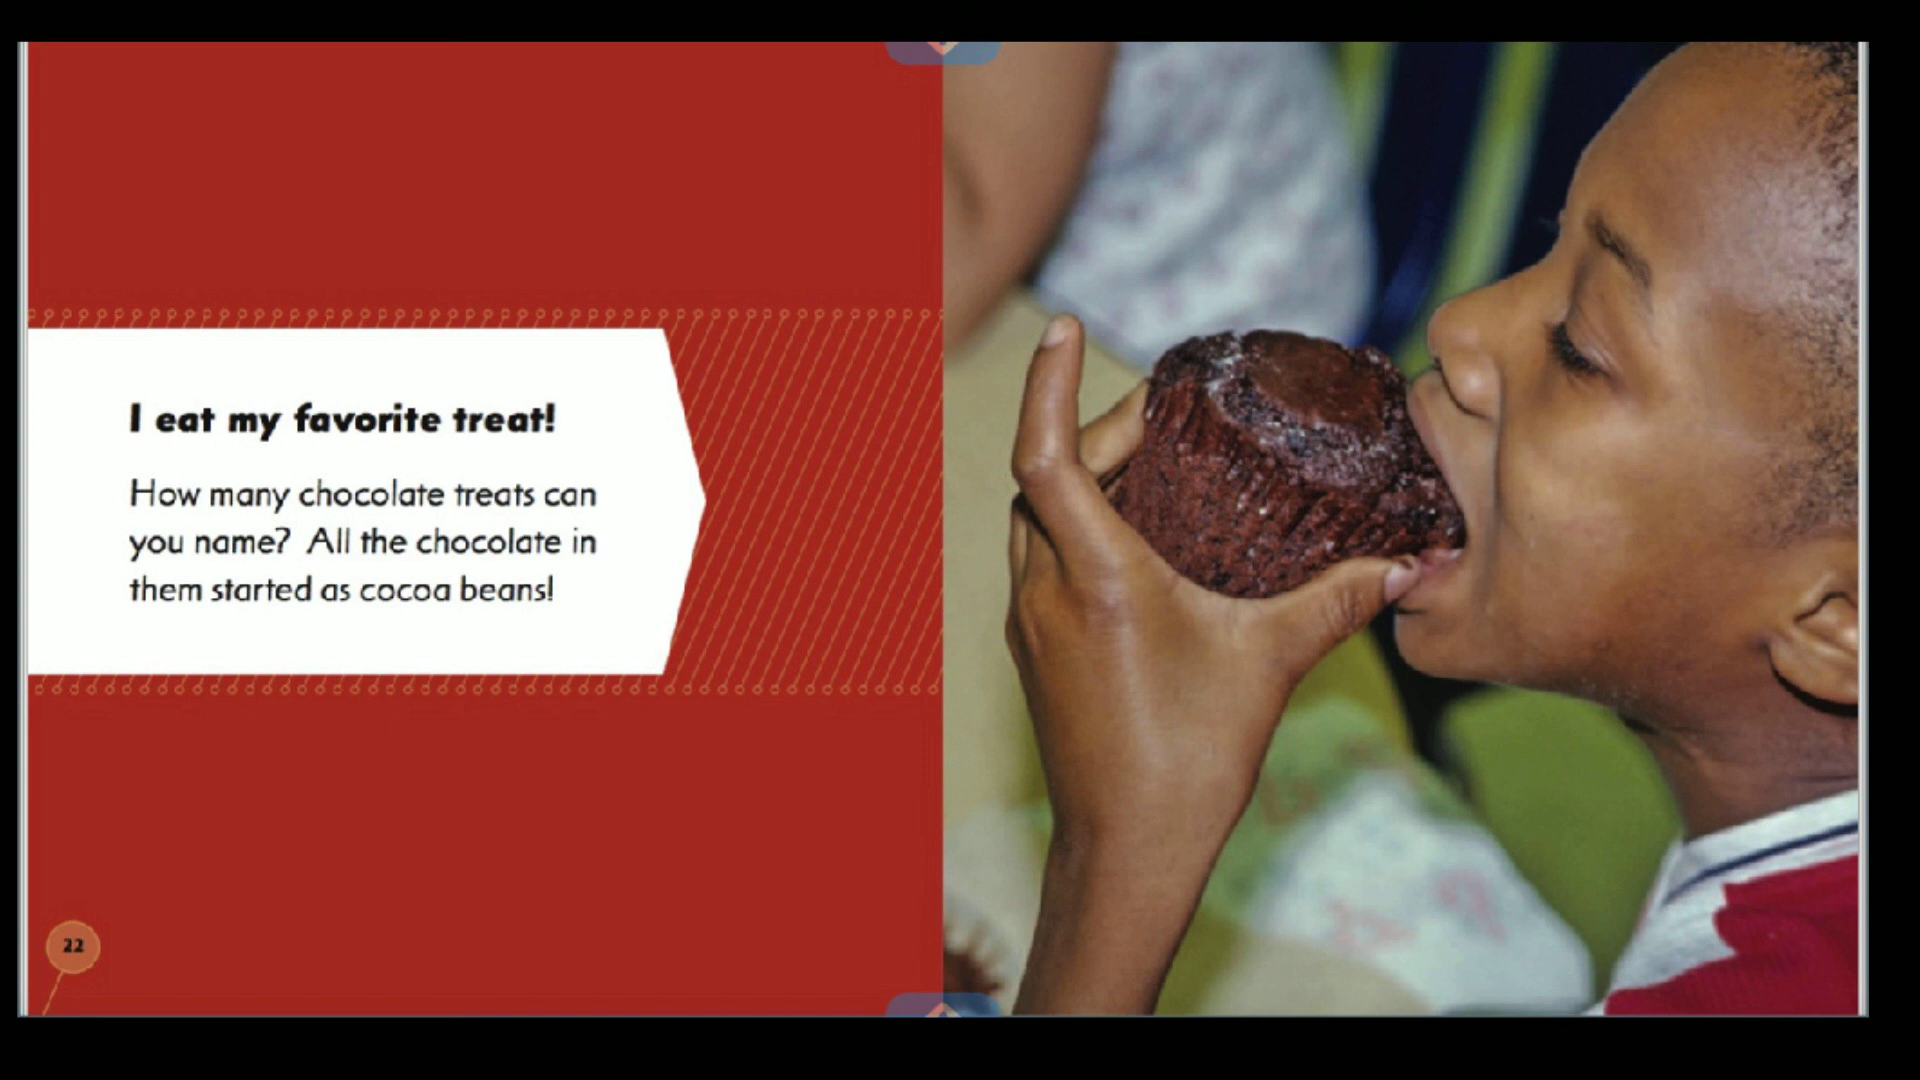 I eat my favorite treat!
How many chocolate treats can
you name? All the chocolate in
them started as cocoa beans!
22